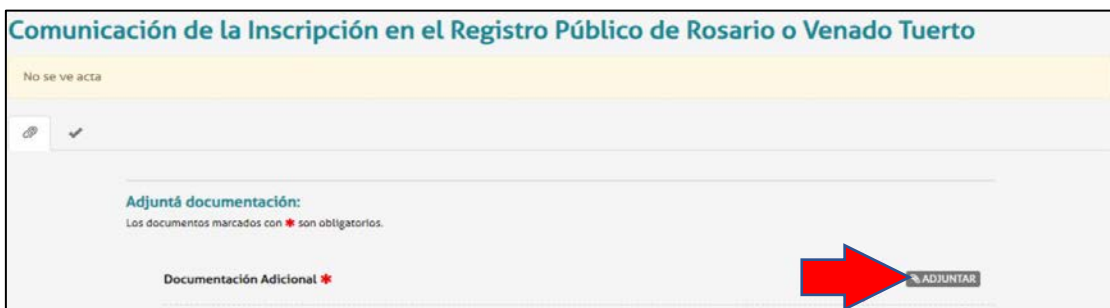 Comunicación de la Inscripción en el Registro Público de Rosario o Venado Tuerto
No se ve acta
Adjuntá documentación:
Los documentos marcados con * son obligatorios.
Documentación Adicional *
ADJUNTAR